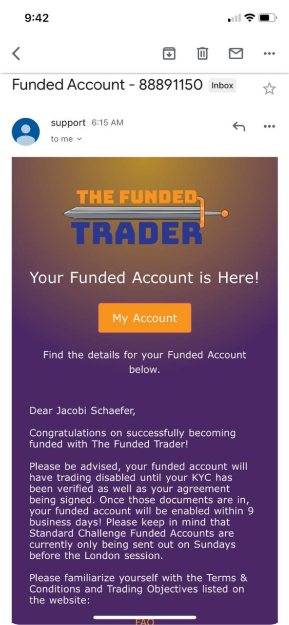 9:42
Funded Account - 88891150 Inbox
support 6:15 AM
to me
THE FUNDED
TRADER
Your Funded Account is Here!
My Account
Find the details for your Funded Account
below.
Dear Jacobi Schaefer,
Congratulations on successfully becoming
funded with The Funded Trader!
Please be advised, your funded account will
have trading disabled until your KYC has
been verified as well as your agreement
being signed. Once those documents are in,
your funded account will be enabled within 9
business days! Please keep in mind that
Standard Challenge Funded Accounts are
currently only being sent out on Sundays
before the London session.
Please familiarize yourself with the Terms &
Conditions and Trading Objectives listed on
the website:
FAQ